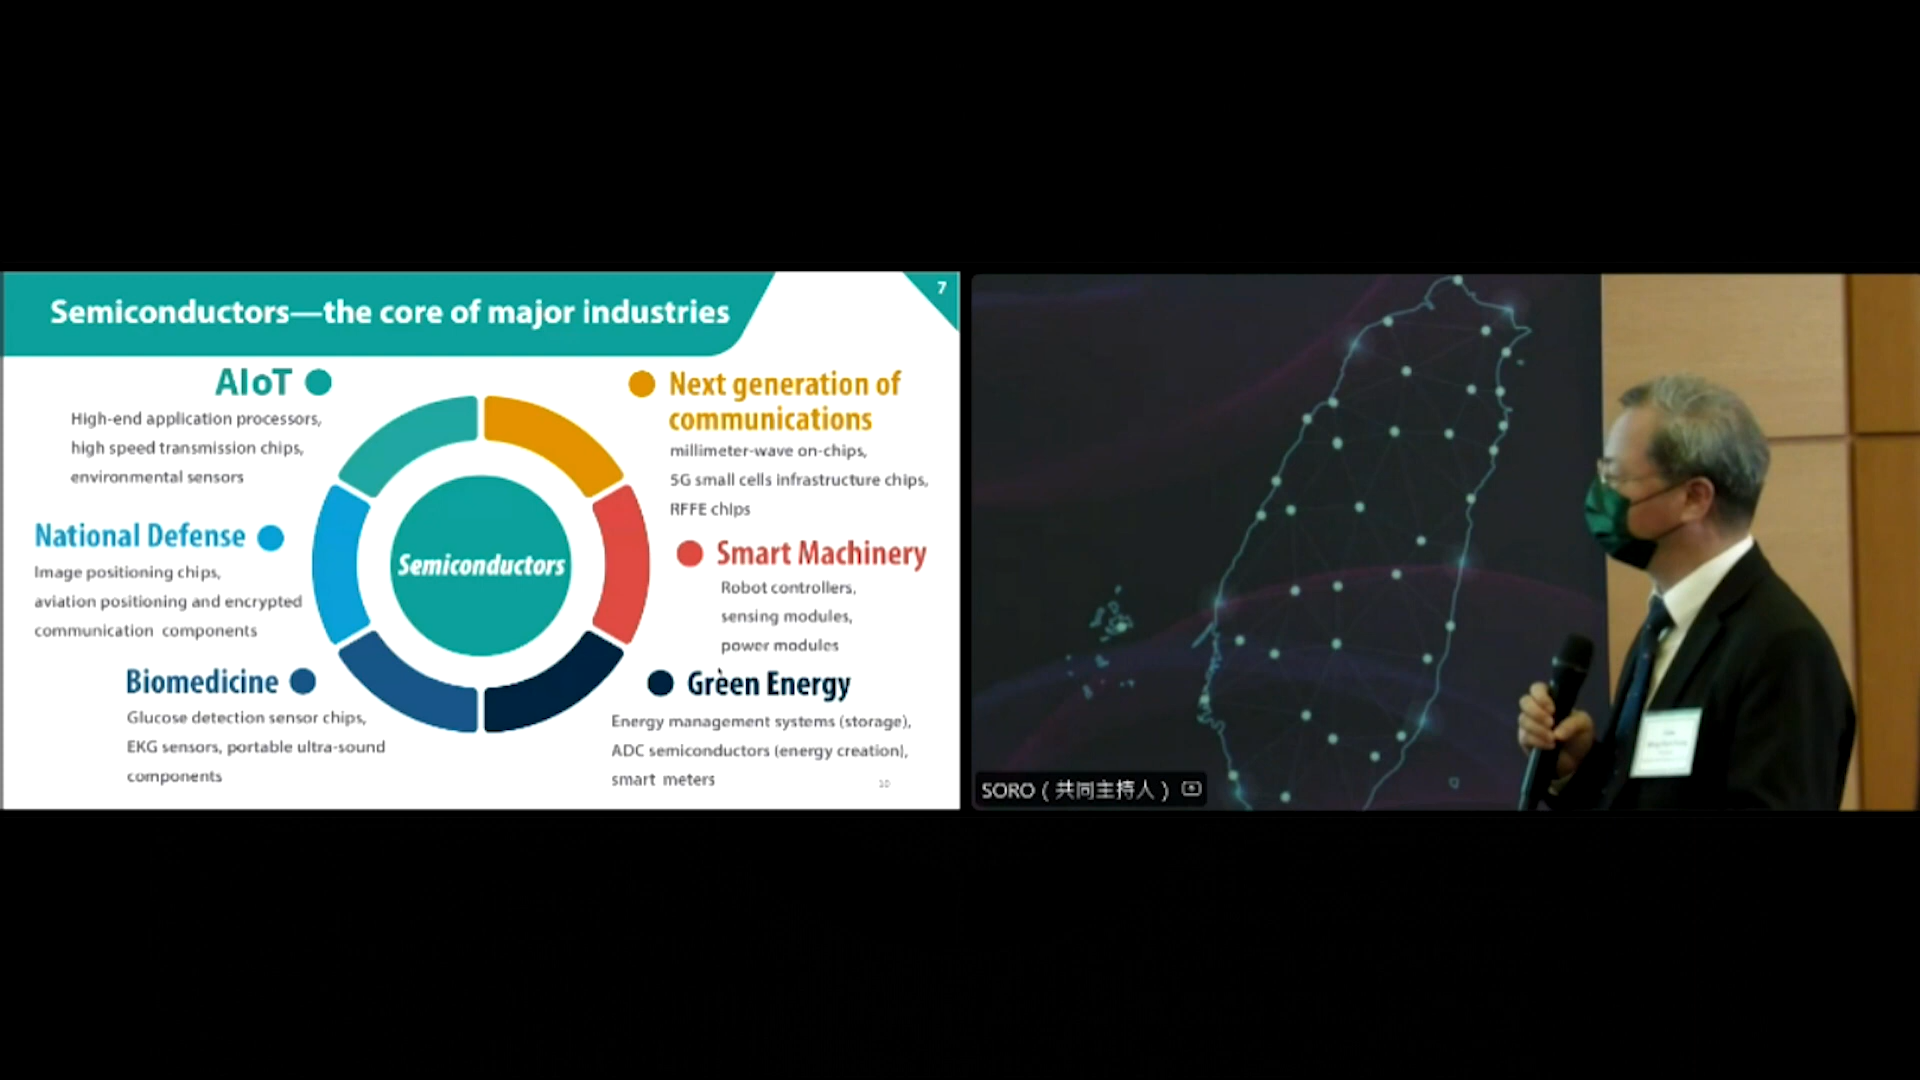 Semiconductors—the core of major industries
7
AIoT
High-end application processors,
high speed transmission chips,
environmental sensors
National Defense
Image positioning chips,
aviation positioning and encrypted
communication components
Biomedicine
Glucose detection sensor chips,
EKG sensors, portable ultra-sound
components
Semiconductors
Next generation of
communications
millimeter-wave on-chips,
5G small cells infrastructure chips,
RFFE chips
Smart Machinery
Robot controllers,
sensing modules,
power modules
Green Energy
Energy management systems (storage),
ADC semiconductors (energy creation),
smart meters
10
SORO（共同主持人）